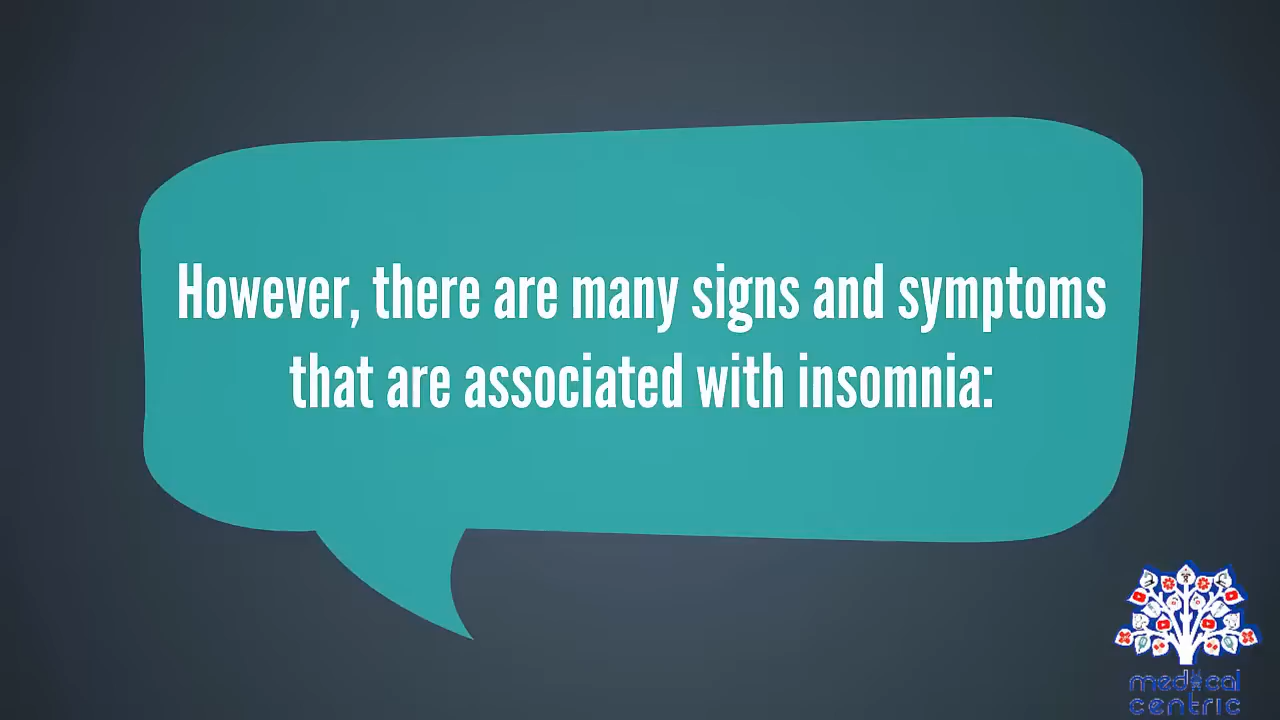 However, there are many signs and symptoms
that are associated with insomnia:
medical
centric